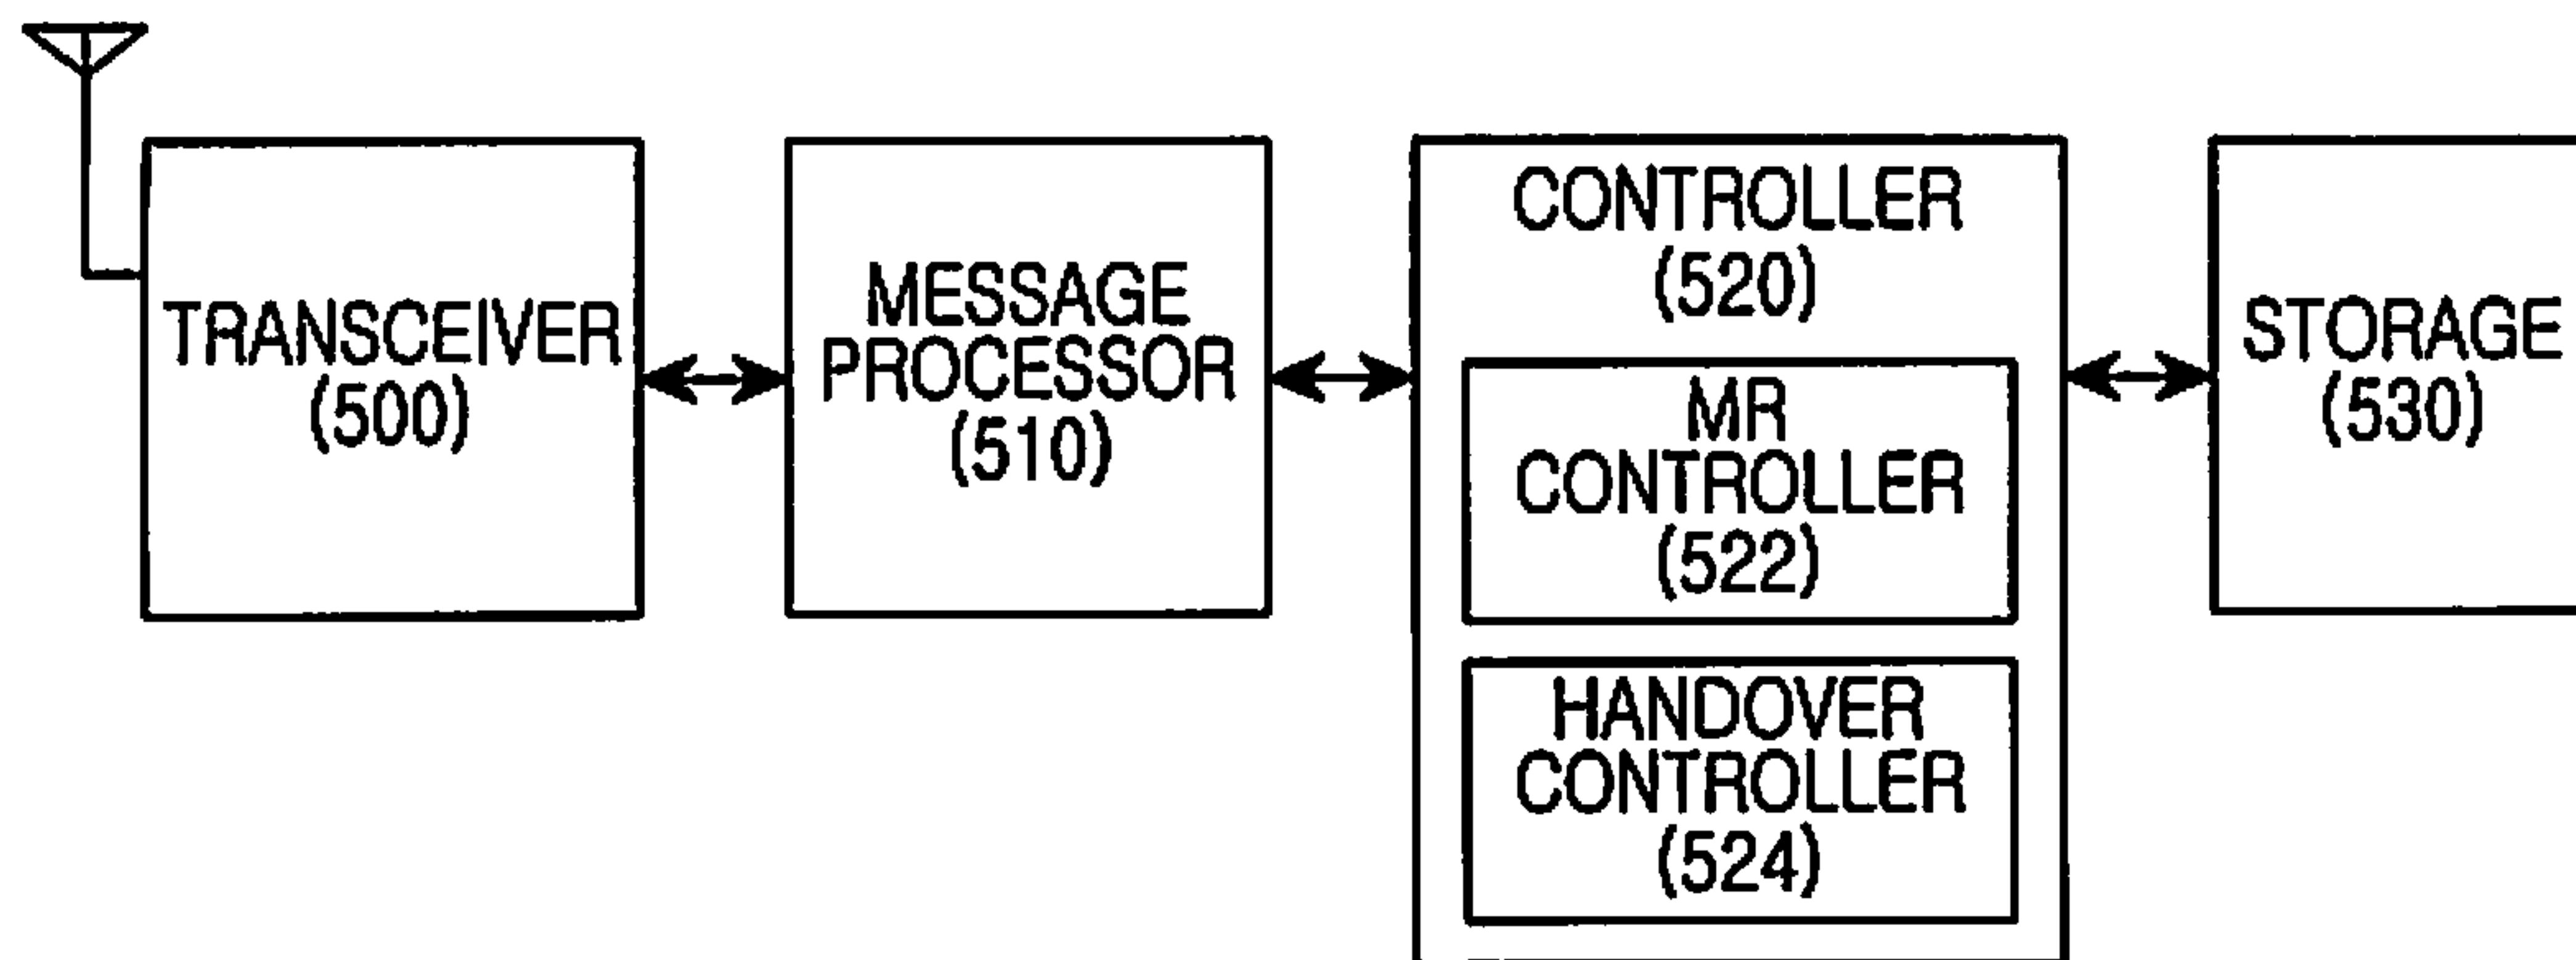 TRANSCEIVER
(500)
MESSAGE
PROCESSOR
(510)
CONTROLLER
(520)
MR
CONTROLLER
(522)
HANDOVER
CONTROLLER
(524)
STORAGE
(530)